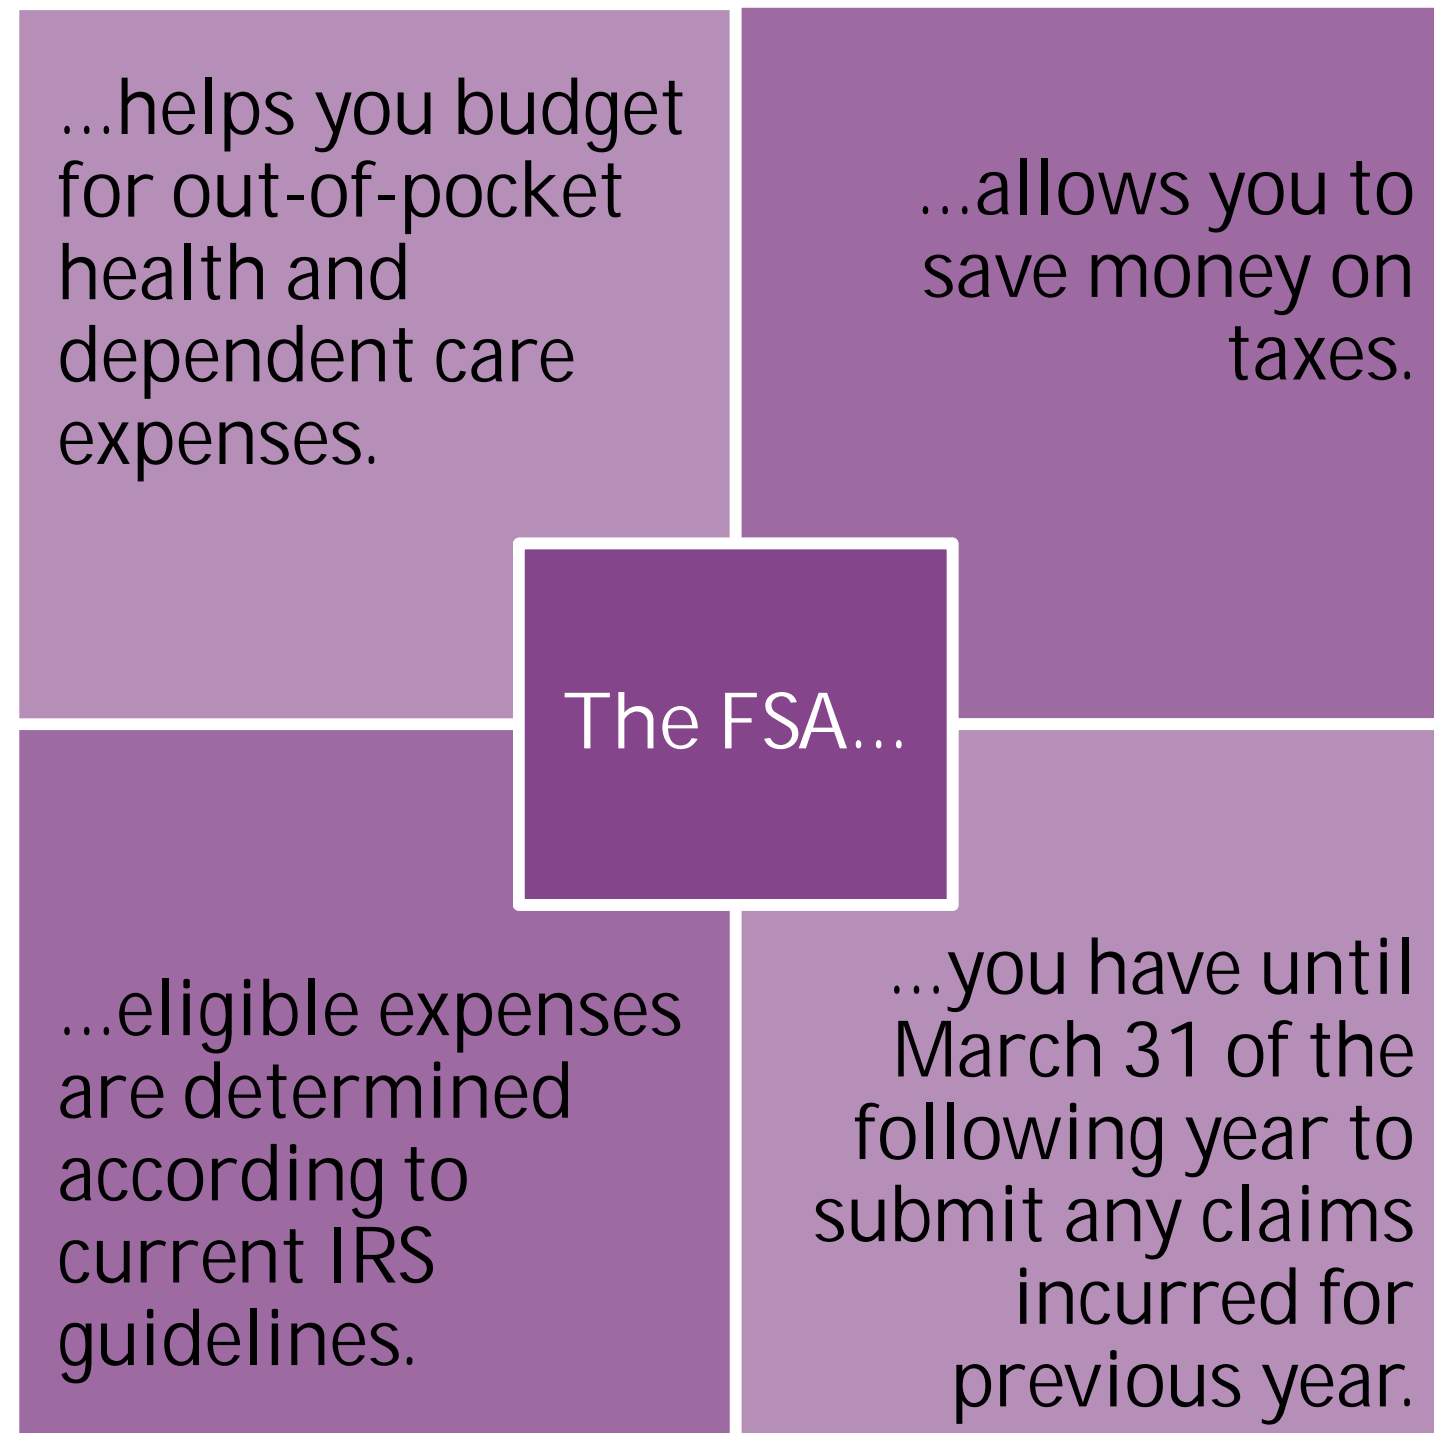 …helps you budget
for out-of-pocket
health and
dependent care
expenses.
…allows you to
save money on
taxes.
The FSA…
…eligible expenses
are determined
according to
current IRS
guidelines.
…you have until
March 31 of the
following year to
submit any claims
incurred for
previous year.